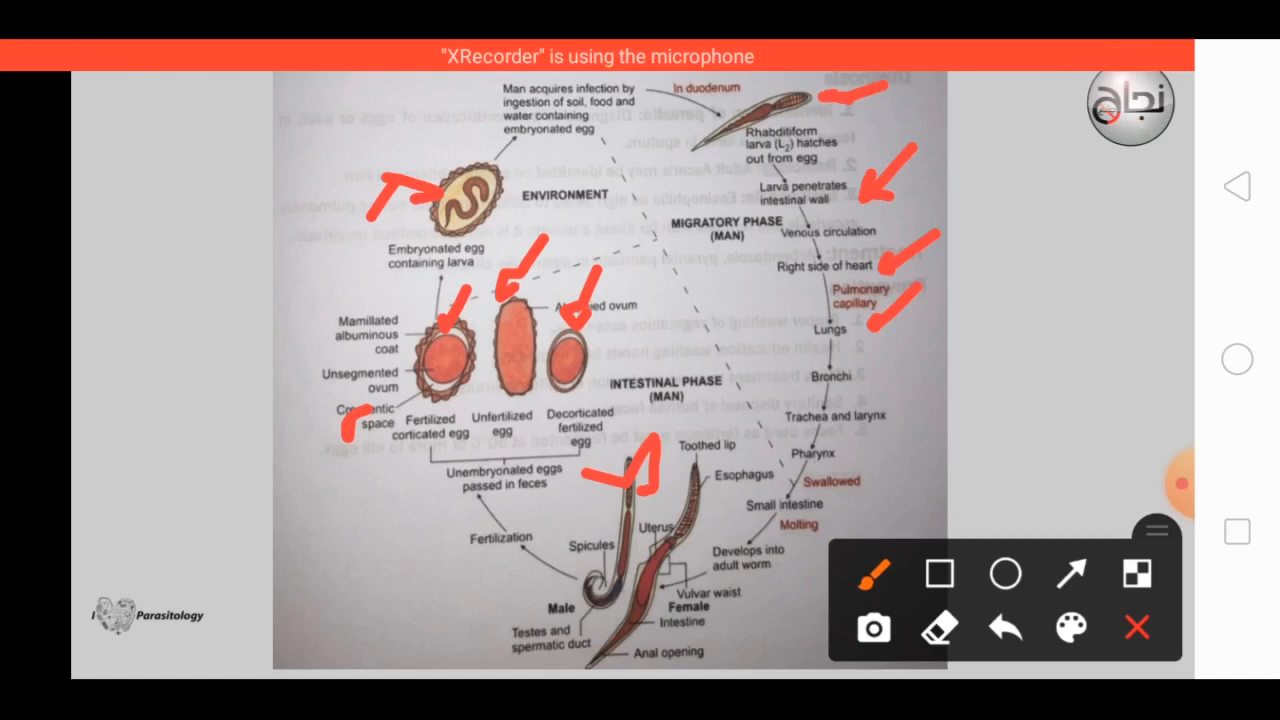 "XRecorder" is using the microphone
نجاح
Man acquires infection by
ingestion of soil, food and
water containing
embryonated egg
In duodenum
Rhabditiform
larva (L2) hatches
out from egg
Larva penetrates
intestinal wall
ENVIRONMENT
MIGRATORY PHASE
(MAN)
Venous circulation
Embryonated egg
containing larva
Right side of heart
Pulmonary
capillary
ovum
Lungs
Mamillated
albuminous
coat
Unsegmented
ovum
space
Fertilized
corticated egg
Unfertilized
egg
Decorticated
fertilized
egg
INTESTINAL PHASE
(MAN)
Bronchi
Trachea and larynx
Pharynx
Swallowed
Small intestine
Molting
Develops into
adult worm
Unembryonated eggs
passed in feces
Toothed lip
Esophagus
Fertilization
Spicules
Uterus
Vulvar waist
Male
Female
Testes and
spermatic duct
Intestine
Anal opening
I Parasitology